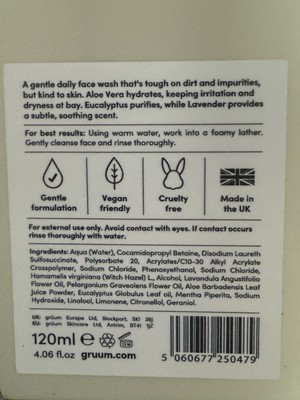 A gentle daily face wash that's tough on dirt and impurities,
but kind to skin. Aloe Vera hydrates, keeping irritation and
dryness at bay. Eucalyptus purifies, while Lavender provides
a subtle, soothing scent.
For best results: Using warm water, work into a foamy lather.
Gently cleanse face and rinse thoroughly.
Gentle formulation
Vegan friendly
Cruelty free
Made in the UK
For external use only. Avoid contact with eyes. If contact occurs
rinse thoroughly with water.
Ingredients: Aqua (Water), Cocamidopropyl Betaine, Disodium Laureth
Sulfosuccinate, Polysorbate 20, Acrylates/C10-30 Alkyl Acrylate
Crosspolymer, Sodium Chloride, Phenoxyethanol, Sodium Chloride,
Hamamelis virginiana (Witch Hazel) L., Alcohol, Lavandula Angustifolia
Flower Oil, Pelargonium Graveolens Flower Oil, Aloe Barbadensis Leaf
Juice Powder, Eucalyptus Globulus Leaf oil, Mentha Piperita, Sodium
Hydroxide, Linalool, Limonene, Citronellol, Geraniol.
UK: grüum Europe Ltd, Stockport, SK1 3BJ
EU: grüum Skincare Ltd, Antrim, BT41 1JZ
120ml e
4.06 fl.oz gruum.com
5 060677 250479